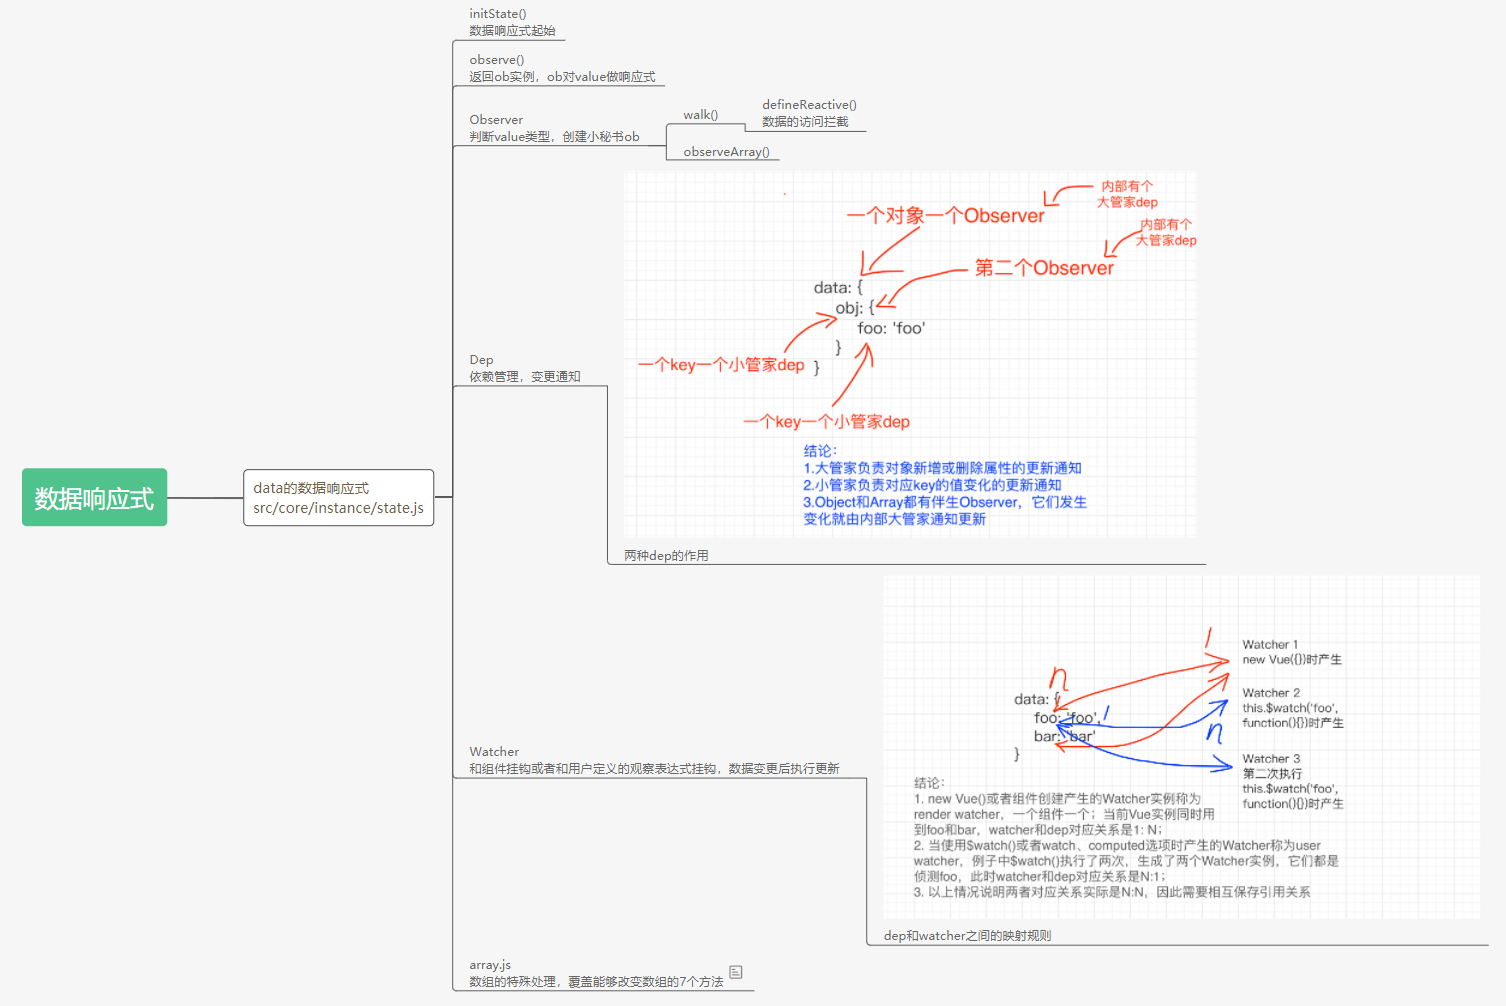 数据响应式
data的数据响应式
src/core/instance/state.js
initState()
数据响应式起始
observe()
返回ob实例，ob对value做响应式
Observer
判断value类型，创建小秘书ob
walk()
defineReactive()
数据的访问拦截
observeArray()
Dep
依赖管理，变更通知
内部有个
大管家dep
一个对象一个Observer
内部有个
大管家dep
第二个Observer
data: {
obj: {
foo: 'foo'
}
一个key一个小管家dep
}
一个key一个小管家dep
结论：
1.大管家负责对象新增或删除属性的更新通知
2.小管家负责对应key的值变化的更新通知
3.Object和Array都有伴生Observer，它们发生
变化就由内部大管家通知更新
两种dep的作用
Watcher
和组件挂钩或者和用户定义的观察表达式挂钩，数据变更后执行更新
1
n
data: {
foo: 'foo',
1
bar: 'bar'
}
n
Watcher 1
new Vue({})时产生
Watcher 2
this.$watch('foo',
function(){})时产生
Watcher 3
第二次执行
this.$watch('foo',
function(){})时产生
结论：
1. new Vue()或者组件创建产生的Watcher实例称为
render watcher，一个组件一个；当前Vue实例同时用
到foo和bar，watcher和dep对应关系是1: N；
2. 当使用$watch()或者watch、computed选项时产生的Watcher称为user
watcher，例子中$watch()执行了两次，生成了两个Watcher实例，它们都是
侦测foo，此时watcher和dep对应关系是N:1；
3. 以上情况说明两者对应关系实际是N:N，因此需要相互保存引用关系
dep和watcher之间的映射规则
array.js
数组的特殊处理，覆盖能够改变数组的7个方法